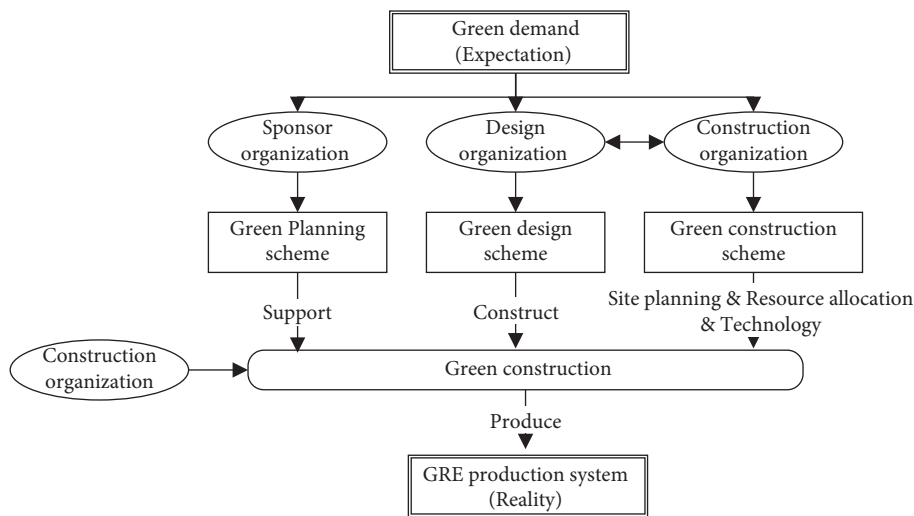 Green demand
(Expectation)
Sponsor
organization
Design
organization
Construction
organization
Green Planning
scheme
Green design
scheme
Green construction
scheme
Support
Construct
Site planning & Resource allocation
& Technology
Construction
organization
Green construction
Produce
GRE production system
(Reality)